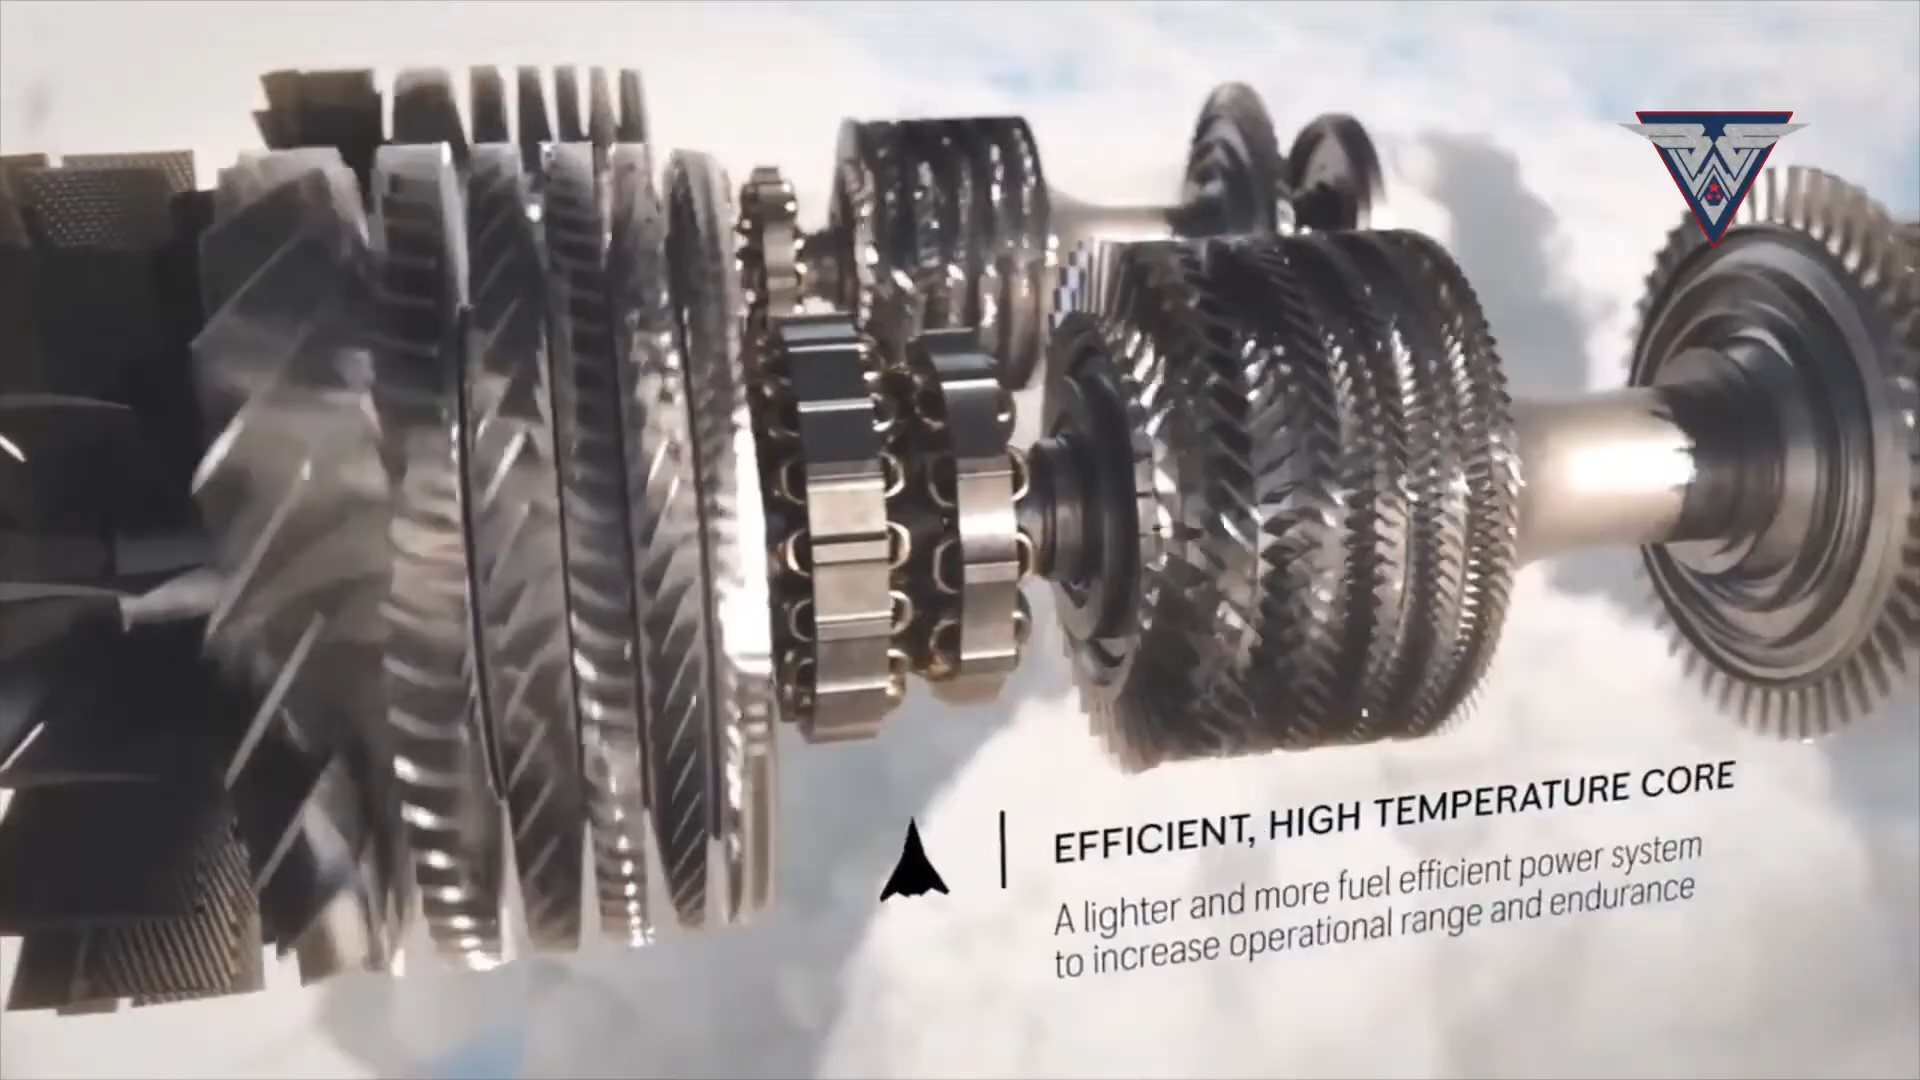 EFFICIENT, HIGH TEMPERATURE CORE
A lighter and more fuel efficient power system
to increase operational range and endurance